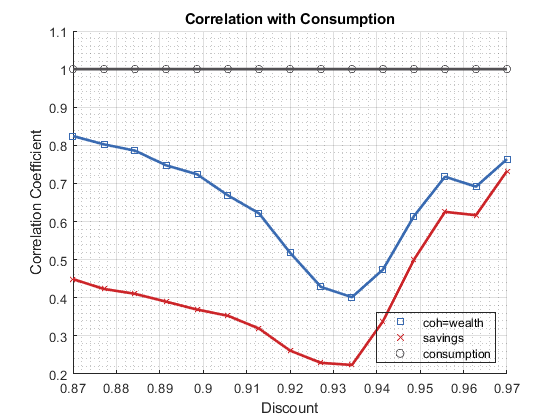 Correlation with Consumption
1.1
1
0.9
0.8
0.7
0.6
0.5
0.4
0.3
0.2
Correlation Coefficient
coh=wealth
savings
consumption
0.87 0.88 0.89 0.9 0.91 0.92 0.93 0.94 0.95 0.96 0.97
Discount